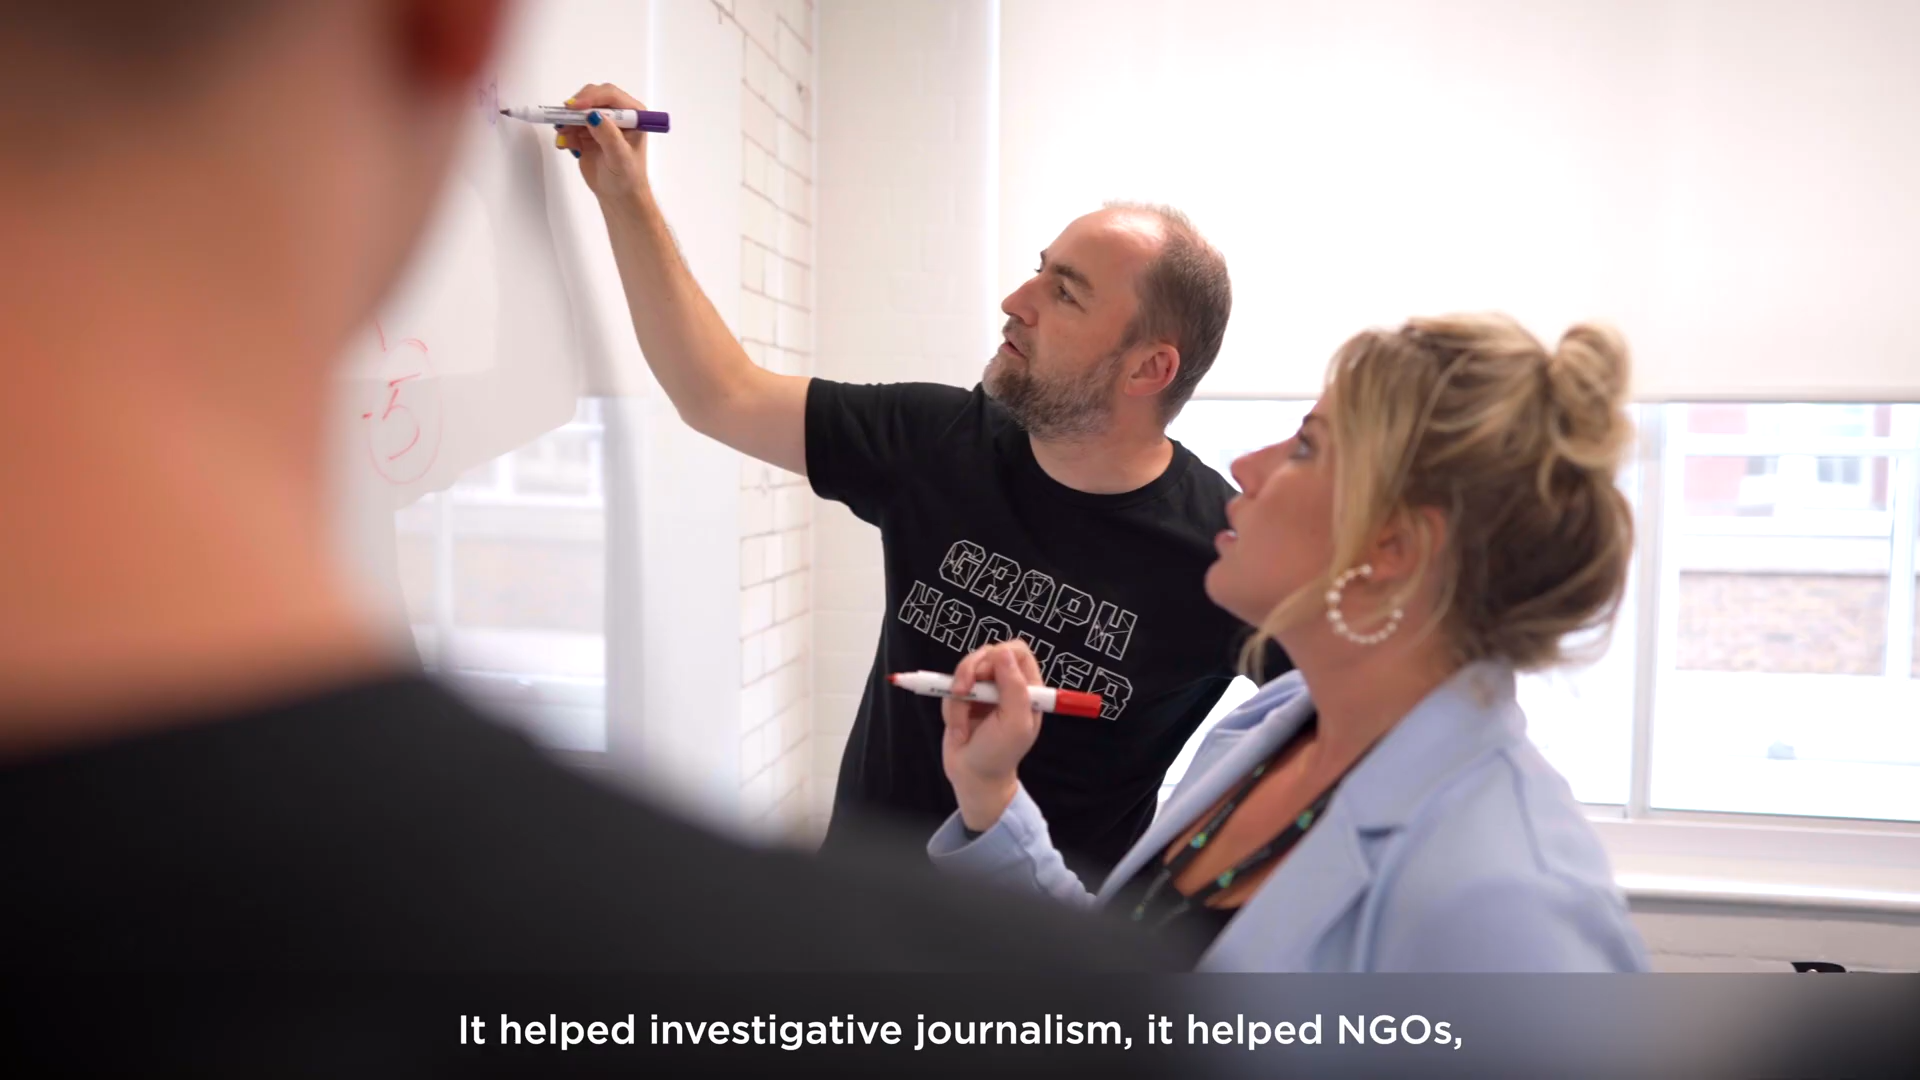 GRAPH
HACKER
It helped investigative journalism, it helped NGOs,